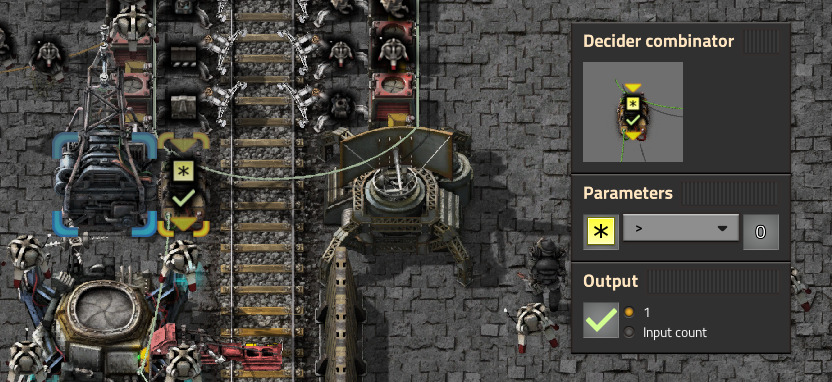 Decider combinator
Parameters
* > 0
Output
1
Input count